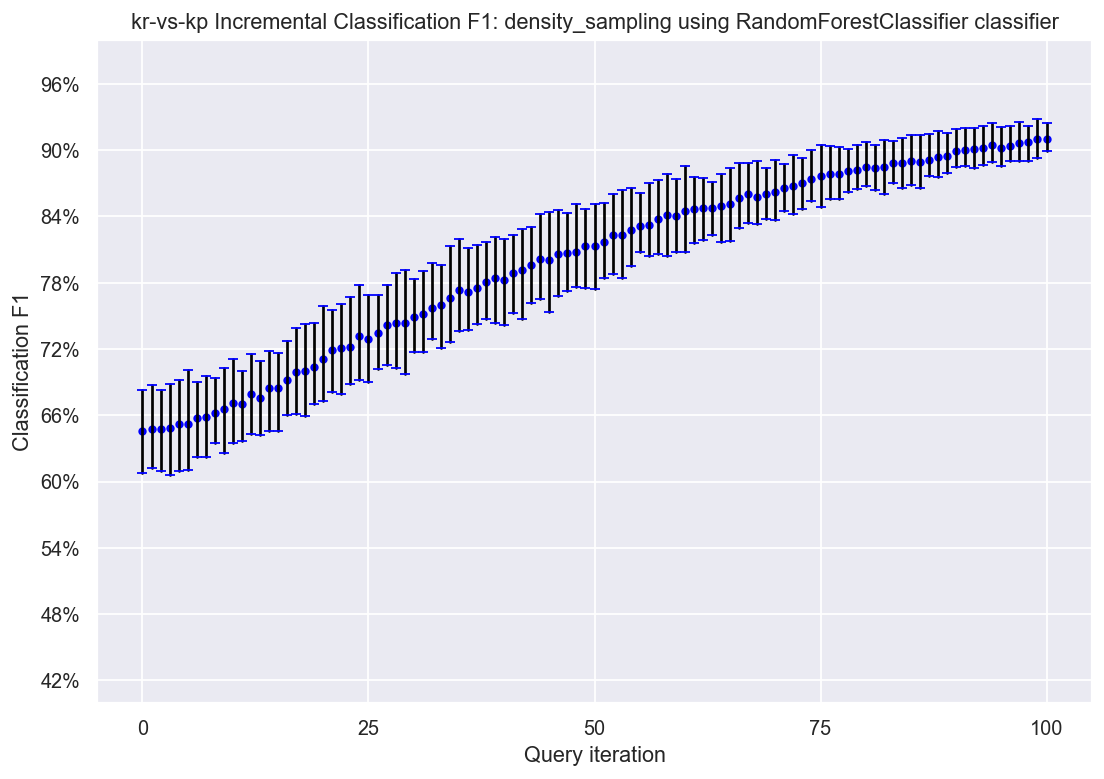 kr-vs-kp Incremental Classification F1: density_sampling using RandomForestClassifier classifier
96%
90%
84%
78%
72%
66%
60%
54%
48%
42%
Classification F1
0 25 50 75 100
Query iteration